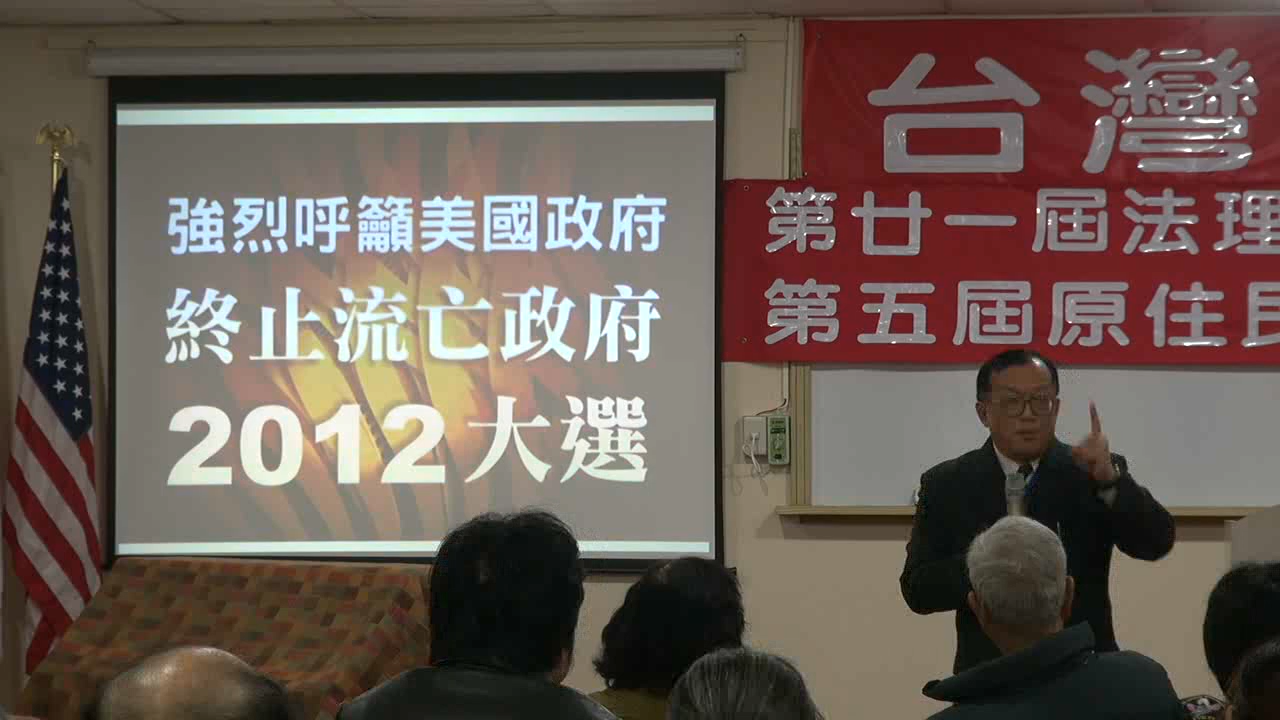 強烈呼籲美國政府
終止流亡政府
2012大選
台灣
第廿一屆法理
第五屆原住民